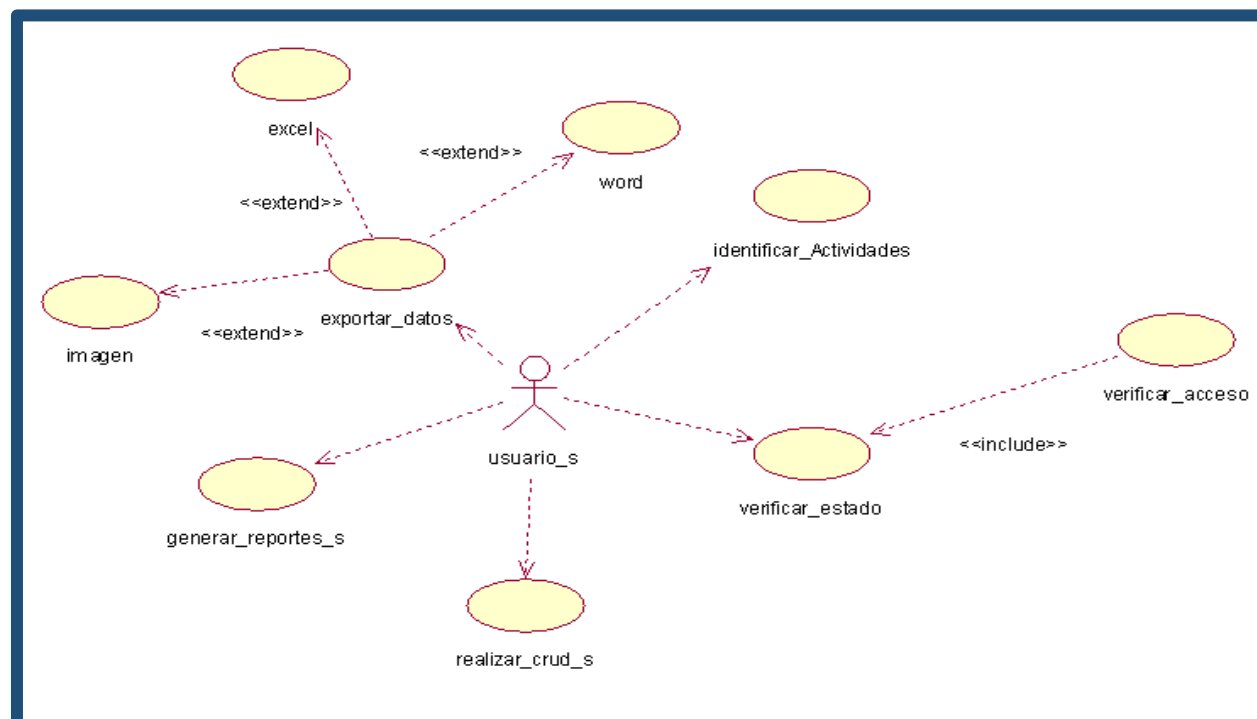 excel
<<extend>>
word
<<extend>>
identificar_Actividades
exportar_datos
<<extend>>
imagen
verificar_acceso
<<include>>
usuario_s
verificar_estado
generar_reportes_s
realizar_crud_s